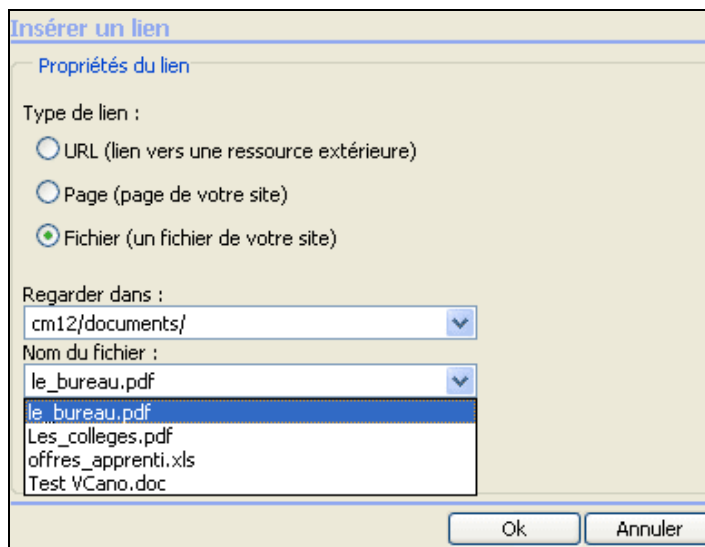 Insérer un lien
Propriétés du lien
Type de lien :
URL (lien vers une ressource extérieure)
Page (page de votre site)
Fichier (un fichier de votre site)
Regarder dans :
cm12/documents/
Nom du fichier :
le_bureau.pdf
le_bureau.pdf
Les_colleges.pdf
offres_apprenti.xls
Test VCano.doc
Ok Annuler